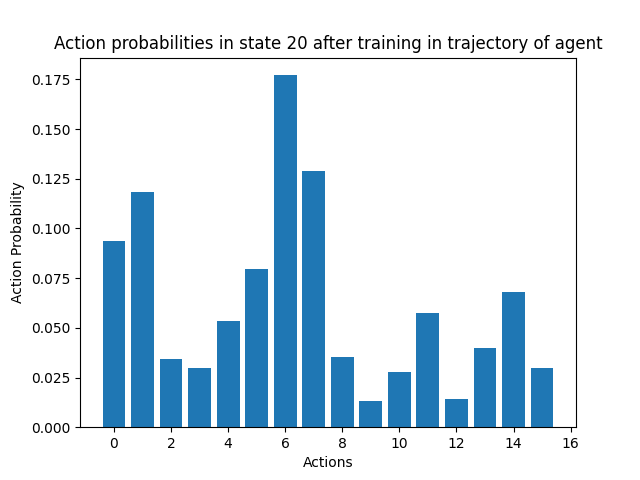 Action probabilities in state 20 after training in trajectory of agent
0.175
0.150
0.125
0.100
0.075
0.050
0.025
0.000
Action Probability
0 2 4 6 8 10 12 14 16
Actions